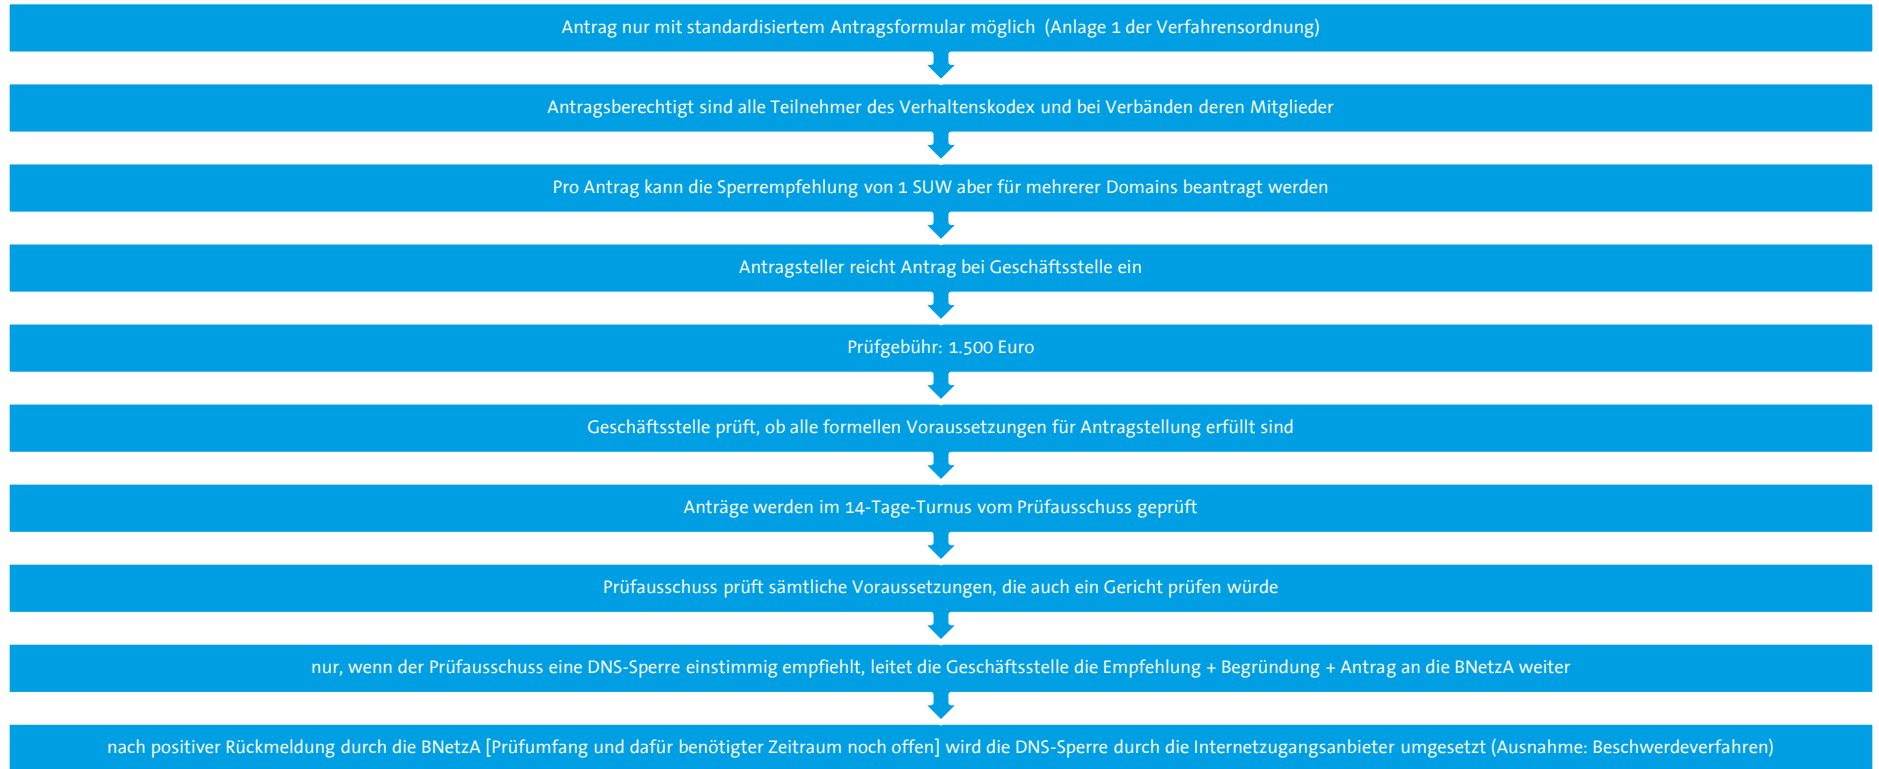 Antrag nur mit standardisiertem Antragsformular möglich (Anlage 1 der Verfahrensordnung)
Antragsberechtigt sind alle Teilnehmer des Verhaltenskodex und bei Verbänden deren Mitglieder
Pro Antrag kann die Sperrempfehlung von 1 SUW aber für mehrerer Domains beantragt werden
Antragsteller reicht Antrag bei Geschäftsstelle ein
Prüfgebühr: 1.500 Euro
Geschäftsstelle prüft, ob alle formellen Voraussetzungen für Antragstellung erfüllt sind
Anträge werden im 14-Tage-Turnus vom Prüfausschuss geprüft
Prüfausschuss prüft sämtliche Voraussetzungen, die auch ein Gericht prüfen würde
nur, wenn der Prüfausschuss eine DNS-Sperre einstimmig empfiehlt, leitet die Geschäftsstelle die Empfehlung + Begründung + Antrag an die BNetzA weiter
nach positiver Rückmeldung durch die BNetzA [Prüfumfang und dafür benötigter Zeitraum noch offen] wird die DNS-Sperre durch die Internetzugangsanbieter umgesetzt (Ausnahme: Beschwerdeverfahren)